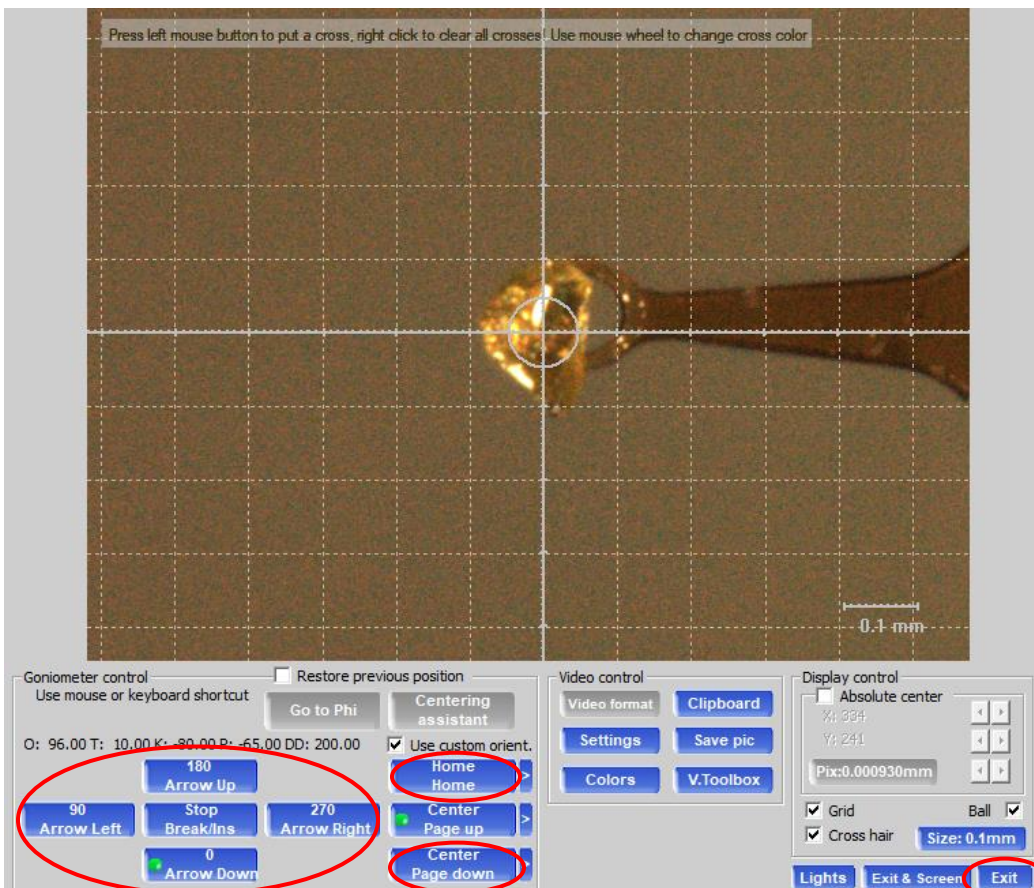 Press left mouse button to put a cross, right click to clear all crosses! Use mouse wheel to change cross color
0.1 mm
Goniometer control
Restore previous position
Use mouse or keyboard shortcut
Go to Phi
Centering
assistant
O: 96.00 T: 10.00 K: -80.00 P: -65.00 DD: 200.00
Use custom orient.
180
Arrow Up
Home
Home
>
90
Arrow Left
Stop
Break/Ins
270
Arrow Right
Center
Page up
>
0
Arrow Down
Center
Page down
>
Video control
Video format
Clipboard
Settings
Save pic
Colors
V.Toolbox
Display control
Absolute center
X: 334
Y: 241
Pix:0.000930mm
Grid
Ball
Cross hair
Size: 0.1mm
Lights
Exit & Screen
Exit